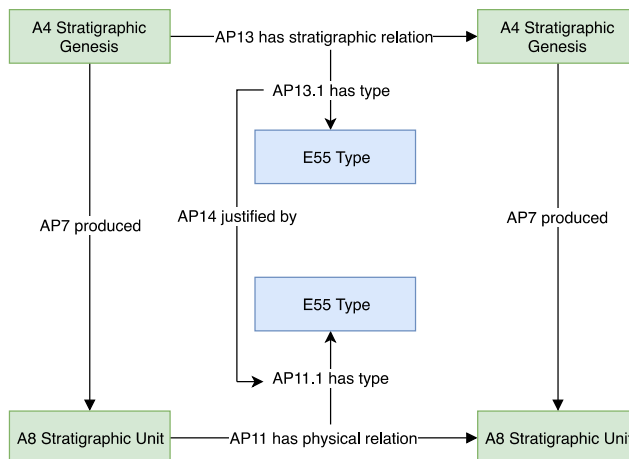 A4 Stratigraphic
Genesis
AP13 has stratigraphic relation
A4 Stratigraphic
Genesis
AP13.1 has type
E55 Type
AP14 justified by
AP7 produced
AP7 produced
E55 Type
AP11.1 has type
A8 Stratigraphic Unit
AP11 has physical relation
A8 Stratigraphic Unit